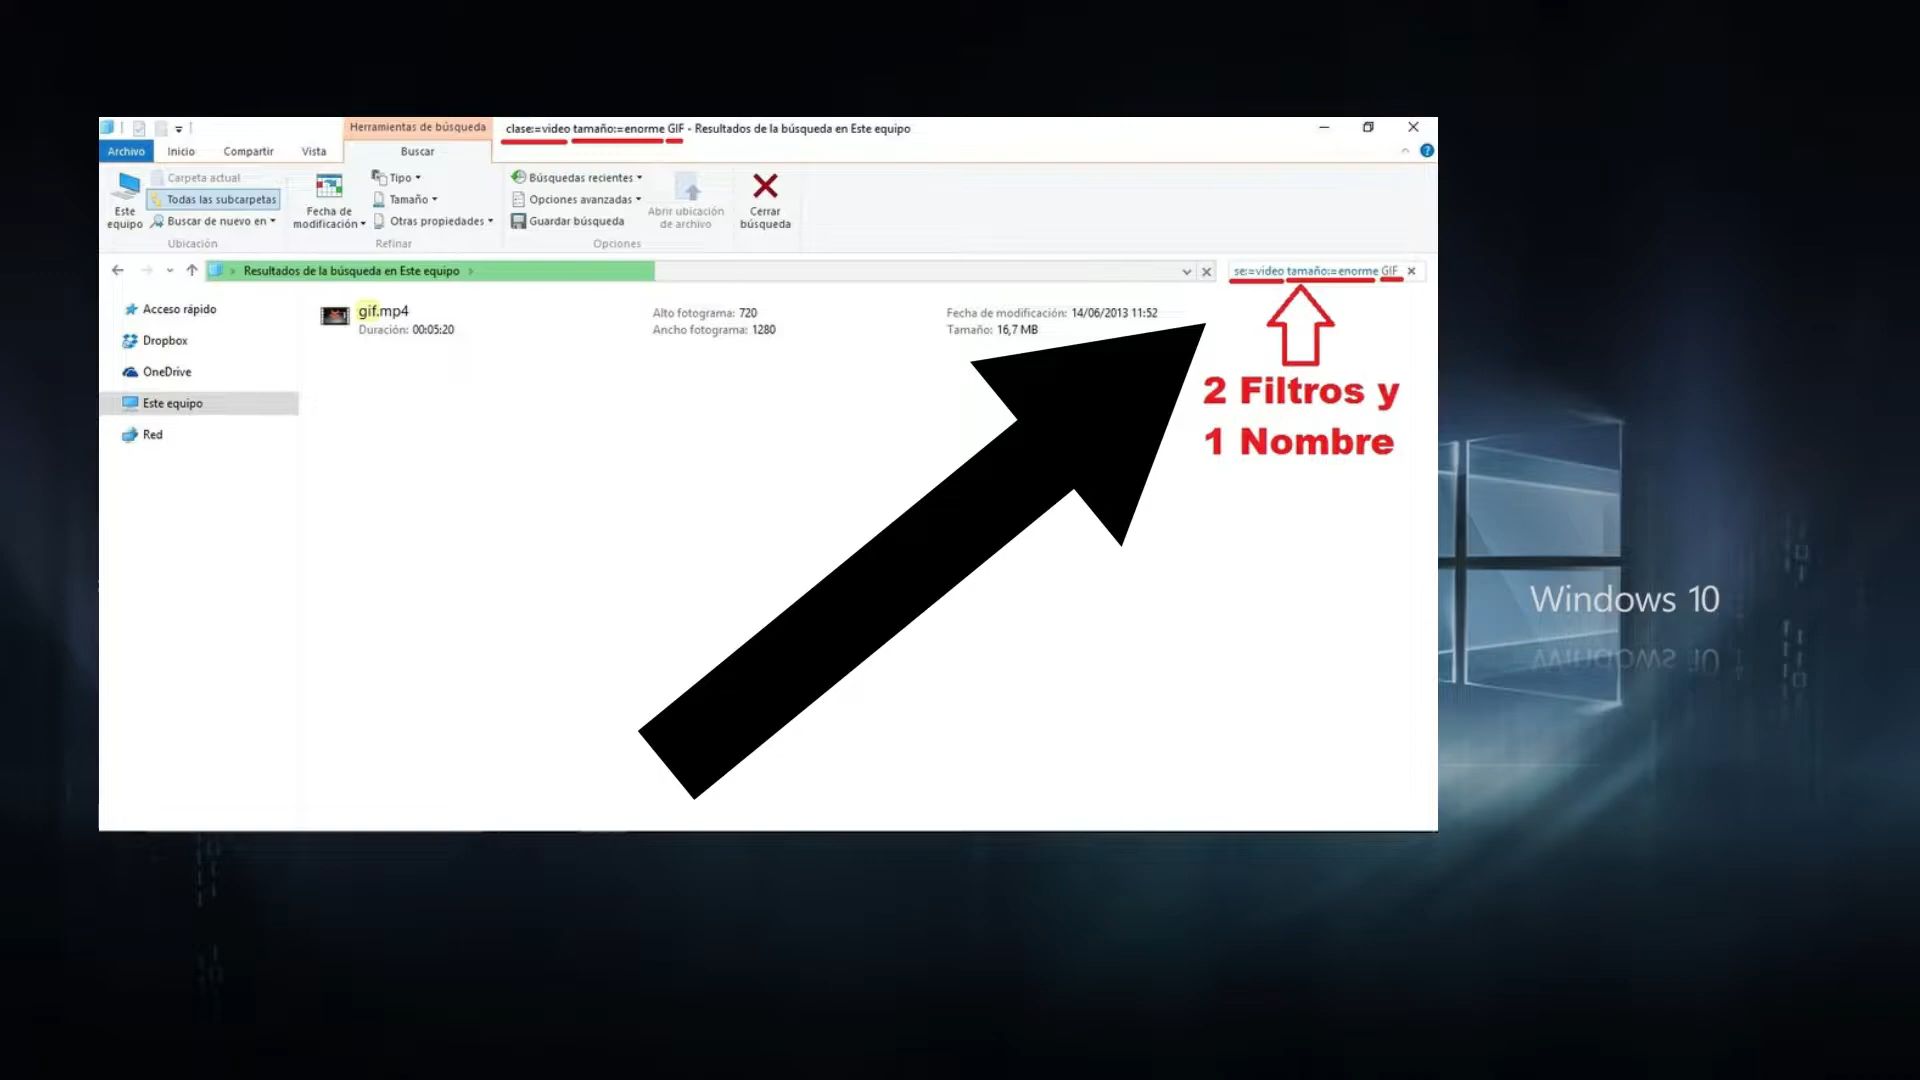 Herramientas de búsqueda
clase:=video tamaño:=enorme GIF - Resultados de la búsqueda en Este equipo
Archivo Inicio Compartir Vista Buscar
Este equipo
Carpeta actual
Todas las subcarpetas
Buscar de nuevo en
Ubicación
Fecha de modificación
Tipo
Tamaño
Otras propiedades
Refinar
Búsquedas recientes
Opciones avanzadas
Guardar búsqueda
Abrir ubicación de archivo
Opciones
Cerrar búsqueda
Resultados de la búsqueda en Este equipo
se:=video tamaño:=enorme GIF
Acceso rápido
Dropbox
OneDrive
Este equipo
Red
gif.mp4
Duración: 00:05:20
Alto fotograma: 720
Ancho fotograma: 1280
Fecha de modificación: 14/06/2013 11:52
Tamaño: 16,7 MB
2 Filtros y
1 Nombre
Windows 10